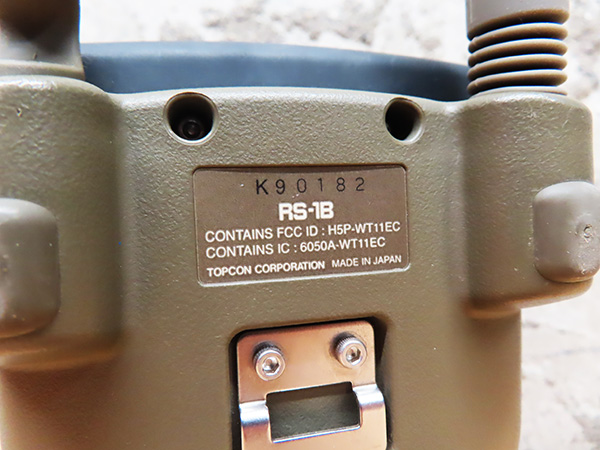 K90182
RS-1B
CONTAINS FCC ID : H5P-WT11EC
CONTAINS IC : 6050A-WT11EC
TOPCON CORPORATION MADE IN JAPAN